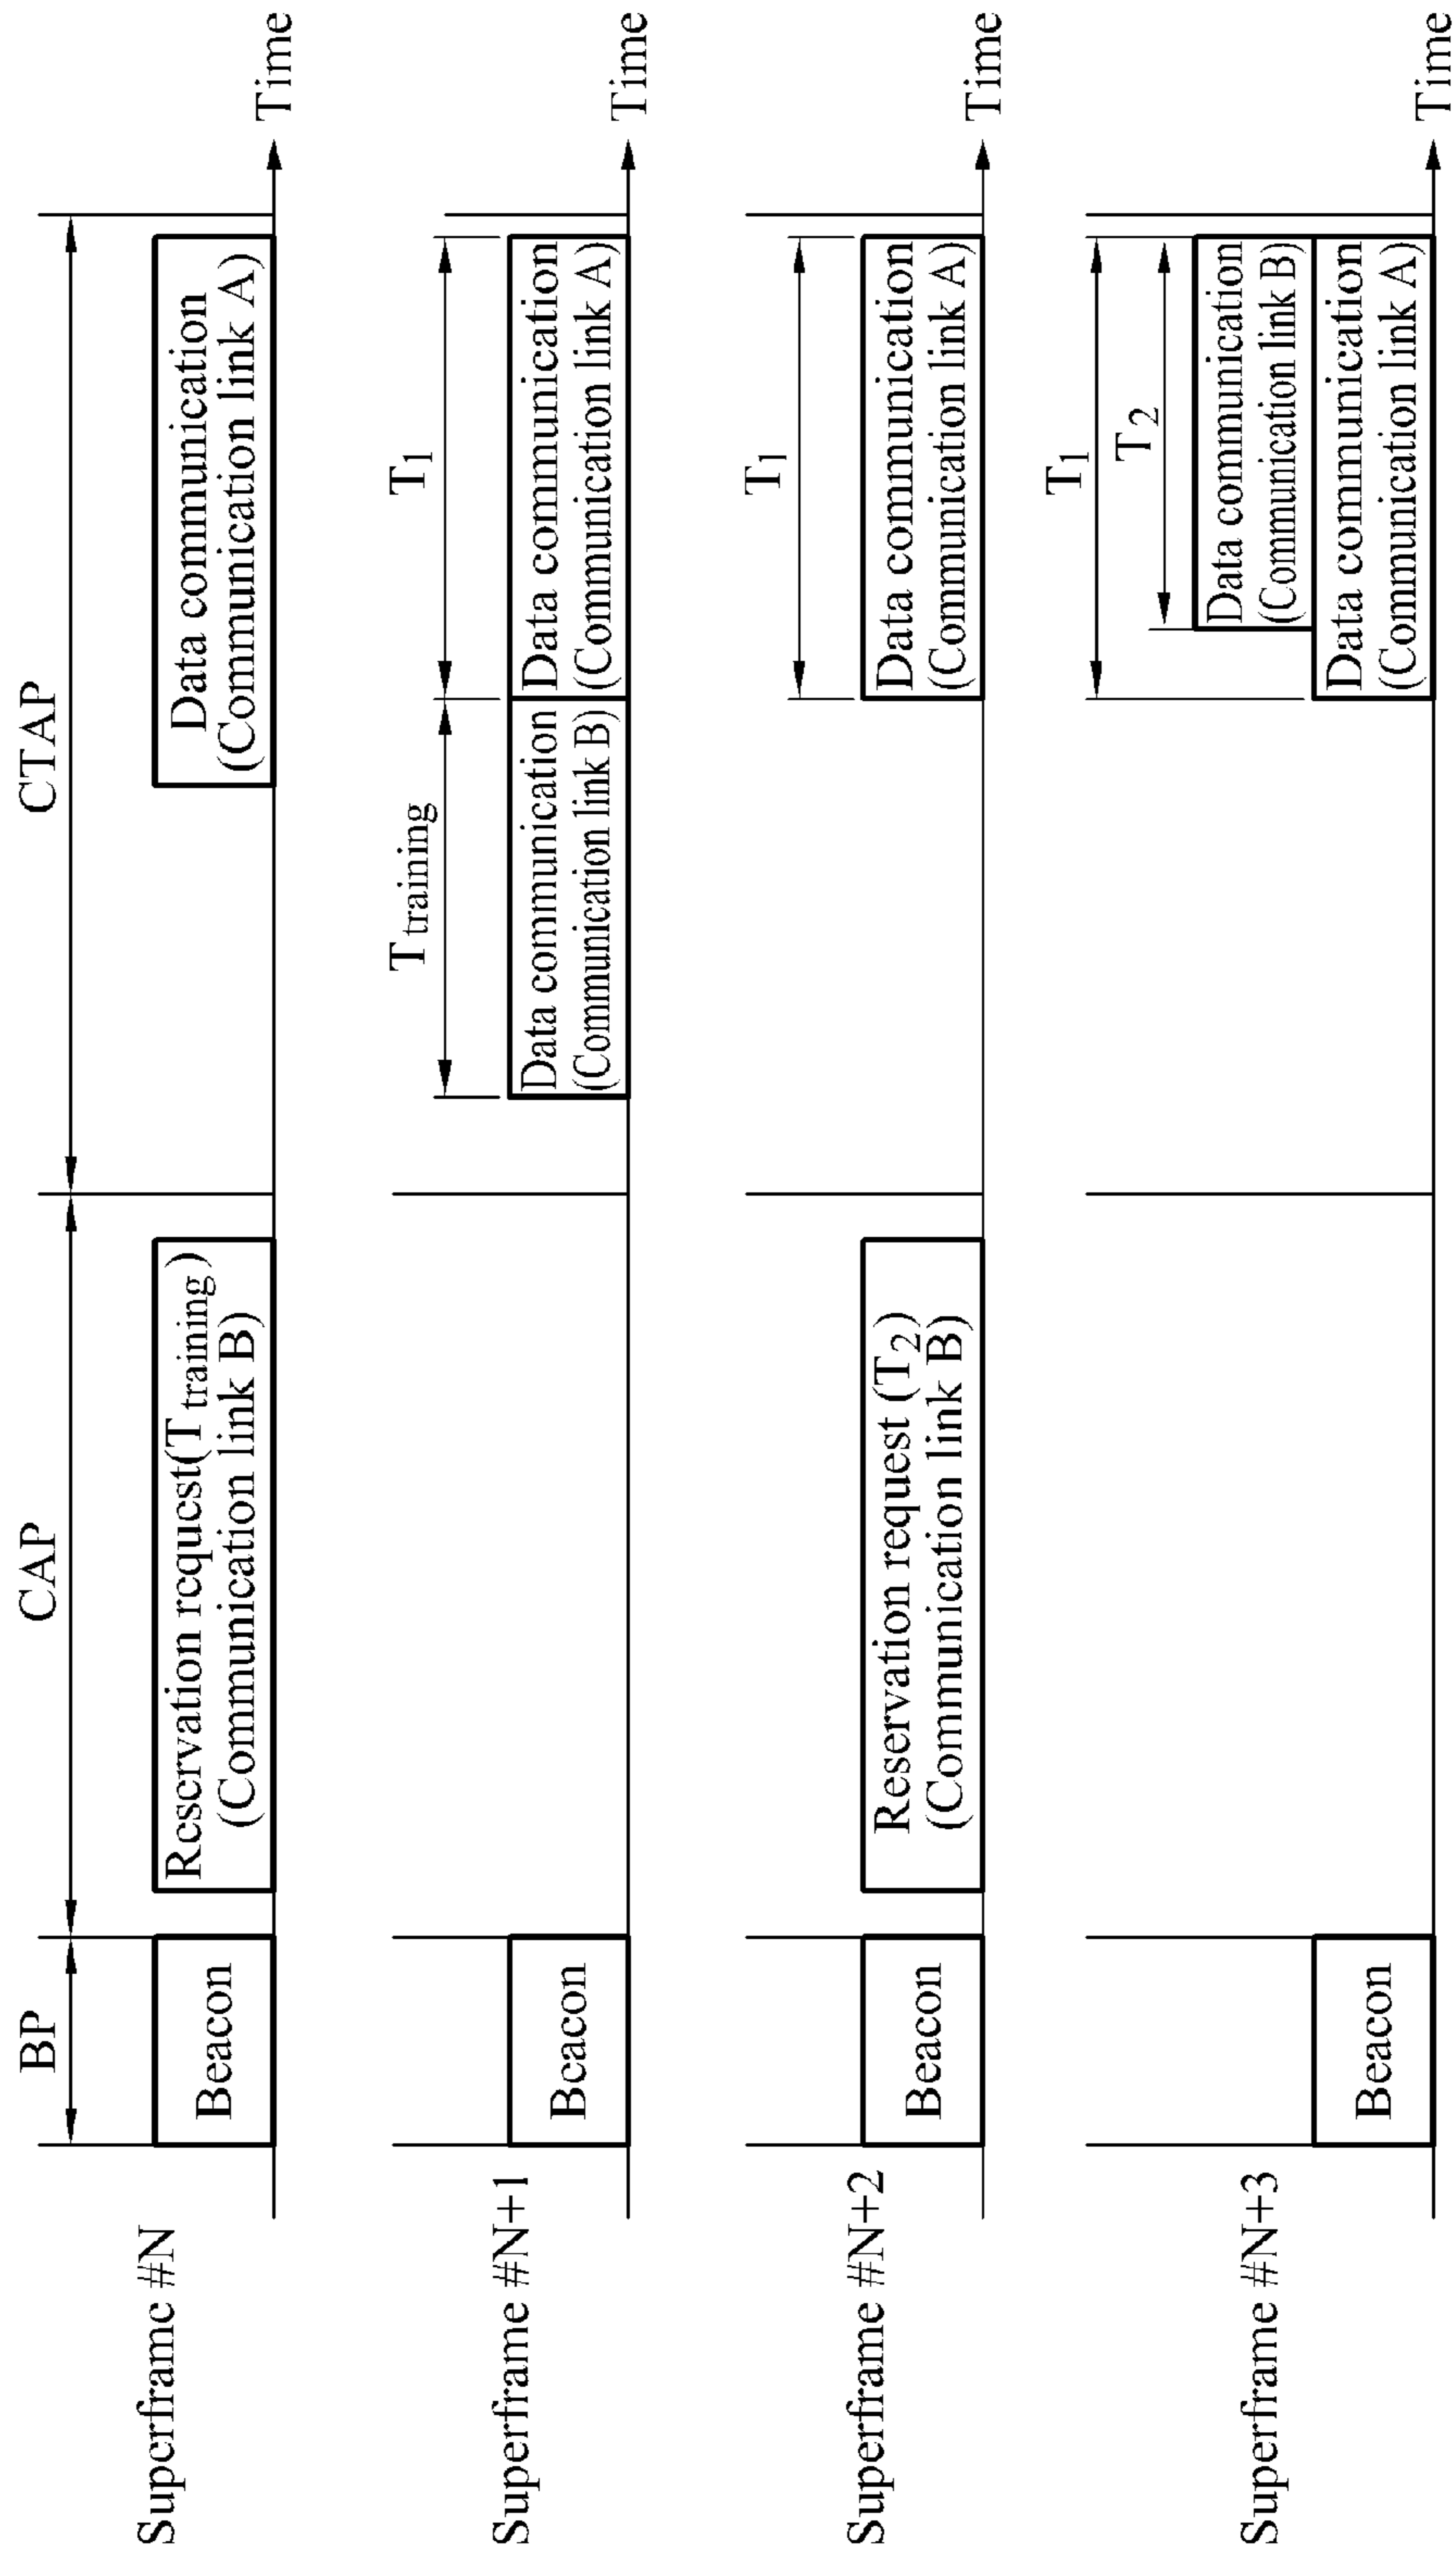 BP
CAP
CTAP
Superframe #N
Beacon
Reservation request(T training)
(Communication link B)
Data communication
(Communication link A)
Time
Superframe #N+1
T training
T1
Beacon
Data communication
(Communication link B)
Data communication
(Communication link A)
Time
Superframe #N+2
T1
Beacon
Reservation request (T2)
(Communication link B)
Data communication
(Communication link A)
Time
Superframe #N+3
T1
T2
Data communication
(Communication link B)
Beacon
Data communication
(Communication link A)
Time